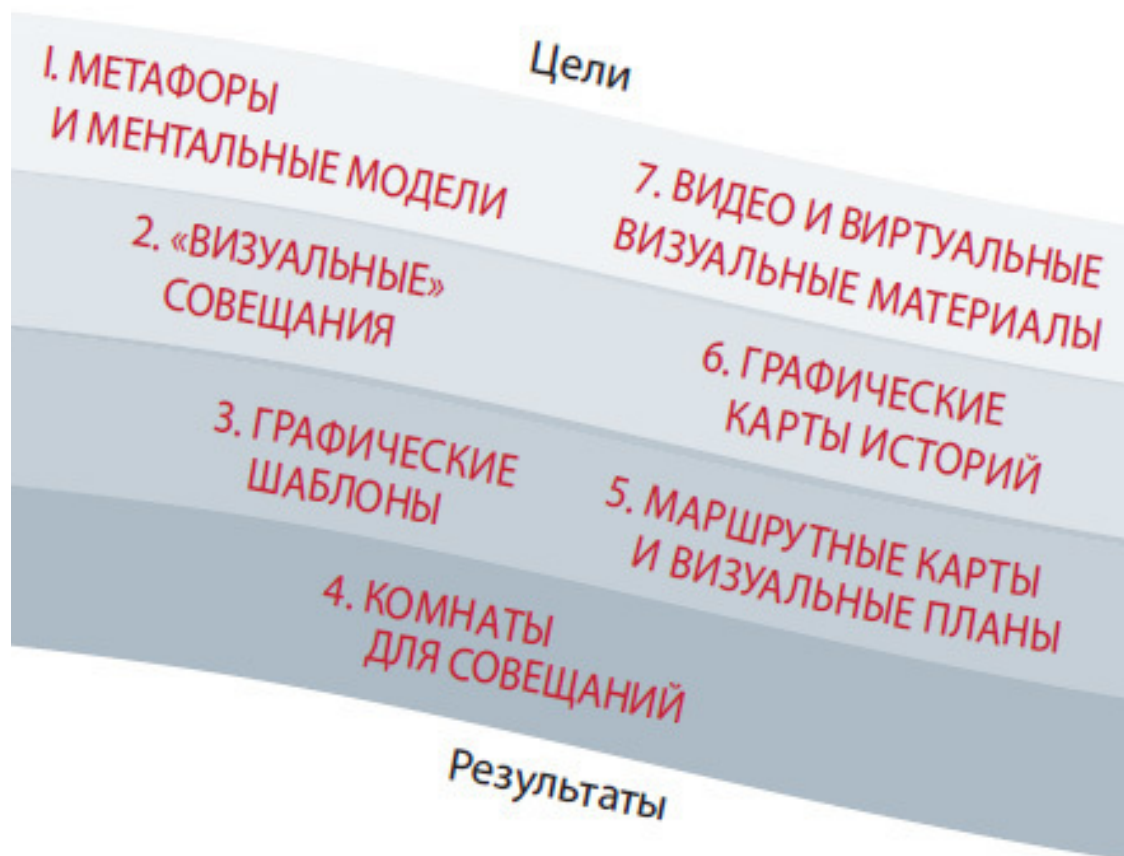 Цели
I. МЕТАФОРЫ
И МЕНТАЛЬНЫЕ МОДЕЛИ
2. «ВИЗУАЛЬНЫЕ»
СОВЕЩАНИЯ
3. ГРАФИЧЕСКИЕ
ШАБЛОНЫ
4. КОМНАТЫ
ДЛЯ СОВЕЩАНИЙ
5. МАРШРУТНЫЕ КАРТЫ
И ВИЗУАЛЬНЫЕ ПЛАНЫ
6. ГРАФИЧЕСКИЕ
КАРТЫ ИСТОРИЙ
7. ВИДЕО И ВИРТУАЛЬНЫЕ
ВИЗУАЛЬНЫЕ МАТЕРИАЛЫ
Результаты